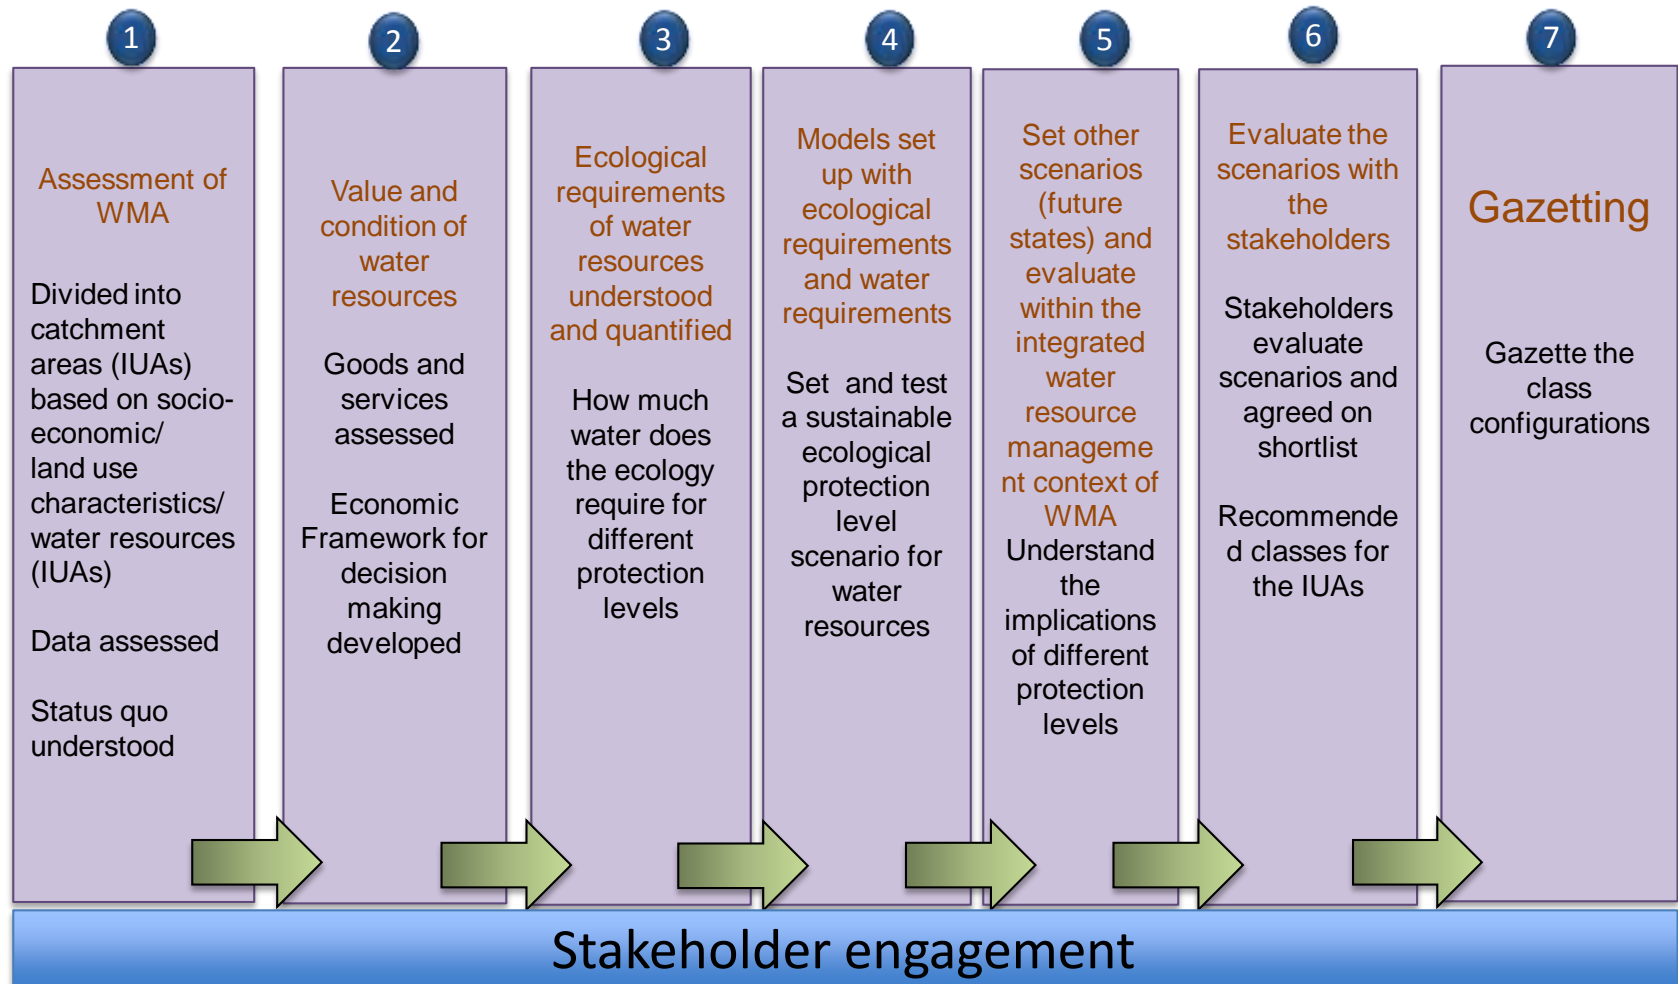 1
Assessment of
WMA
Divided into
catchment
areas (IUAs)
based on socio-
economic/
land use
characteristics/
water resources
(IUAs)
Data assessed
Status quo
understood
2
Value and
condition of
water
resources
Goods and
services
assessed
Economic
Framework for
decision
making
developed
3
Ecological
requirements
of water
resources
understood
and quantified
How much
water does
the ecology
require for
different
protection
levels
4
Models set
up with
ecological
requirements
and water
requirements
Set and test
a sustainable
ecological
protection
level
scenario for
water
resources
5
Set other
scenarios
(future
states) and
evaluate
within the
integrated
water
resource
manageme
nt context of
WMA
Understand
the
implications
of different
protection
levels
6
Evaluate the
scenarios with
the
stakeholders
Stakeholders
evaluate
scenarios and
agreed on
shortlist
Recommende
d classes for
the IUAs
7
Gazetting
Gazette the
class
configurations
Stakeholder engagement